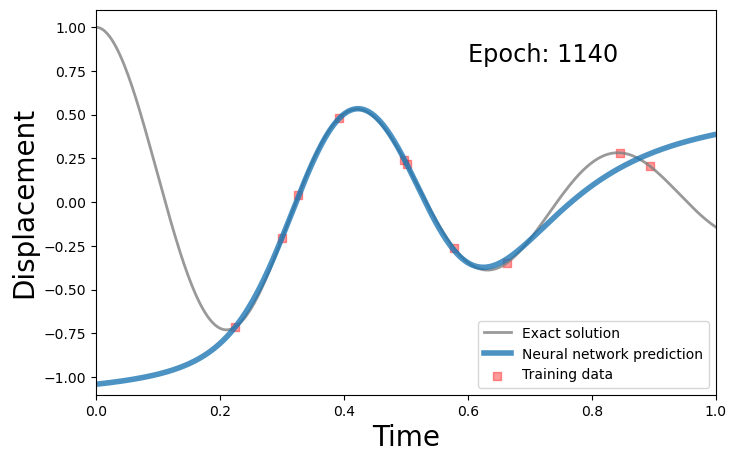 Epoch: 1140
Displacement
1.00
0.75
0.50
0.25
0.00
−0.25
−0.50
−0.75
−1.00
Exact solution
Neural network prediction
Training data
0.0 0.2 0.4 0.6 0.8 1.0
Time